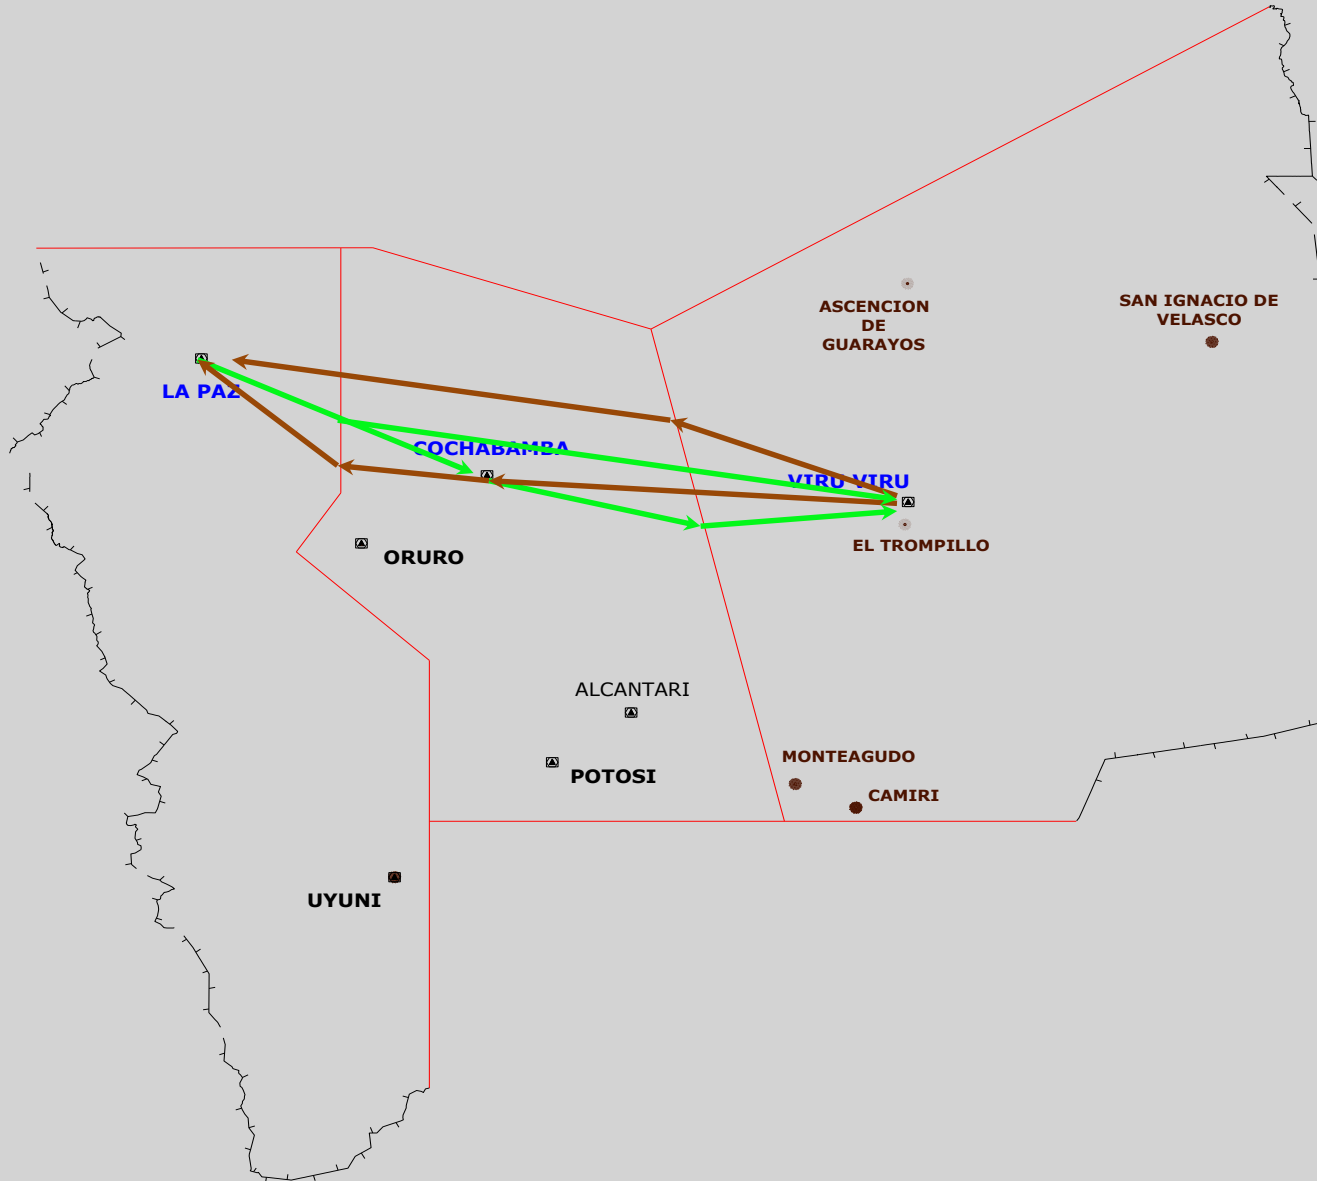 ASCENCION
DE
GUARAYOS
SAN IGNACIO DE
VELASCO
LA PAZ
COCHABAMBA
VIRU VIRU
EL TROMPILLO
ORURO
ALCANTARI
MONTEAGUDO
POTOSI
CAMIRI
UYUNI